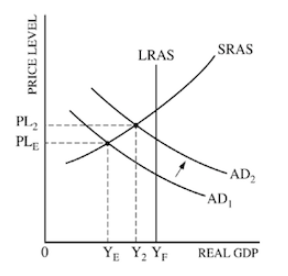 PRICE LEVEL
LRAS
SRAS
PL2
PLE
AD2
AD1
0
YE Y2 YF REAL GDP